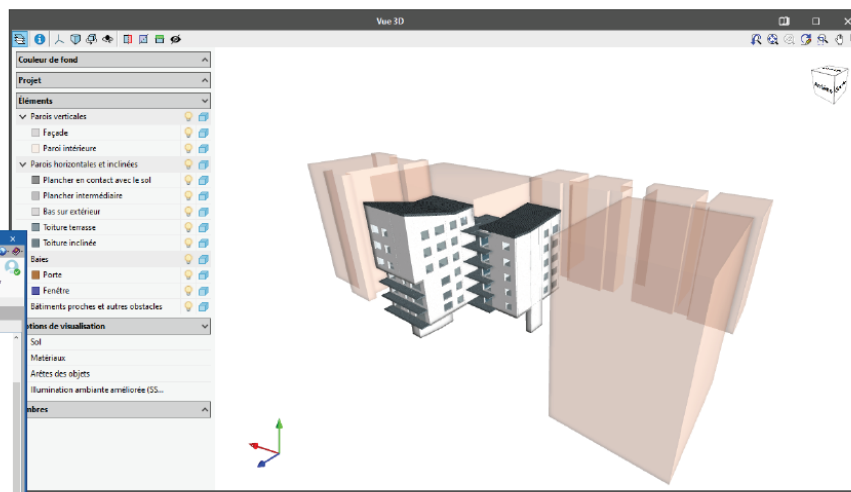 Vue 3D
Couleur de fond
Projet
Éléments
Parois verticales
Façade
Paroi intérieure
Parois horizontales et inclinées
Plancher en contact avec le sol
Plancher intermédiaire
Bas sur extérieur
Toiture terrasse
Toiture inclinée
Baies
Porte
Fenêtre
Bâtiments proches et autres obstacles
ptions de visualisation
Sol
Matériaux
Arêtes des objets
Illumination ambiante améliorée (SS...
mbres